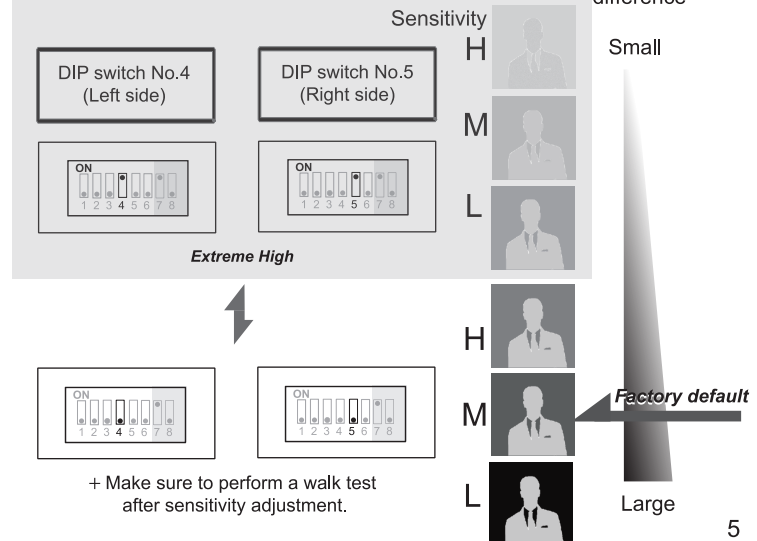 difference
Sensitivity
H
Small
DIP switch No.4
(Left side)
DIP switch No.5
(Right side)
M
ON
1 2 3 4 5 6 7 8
ON
1 2 3 4 5 6 7 8
L
Extreme High
H
ON
1 2 3 4 5 6 7 8
ON
1 2 3 4 5 6 7 8
M
Factory default
+ Make sure to perform a walk test
after sensitivity adjustment.
L
Large
5